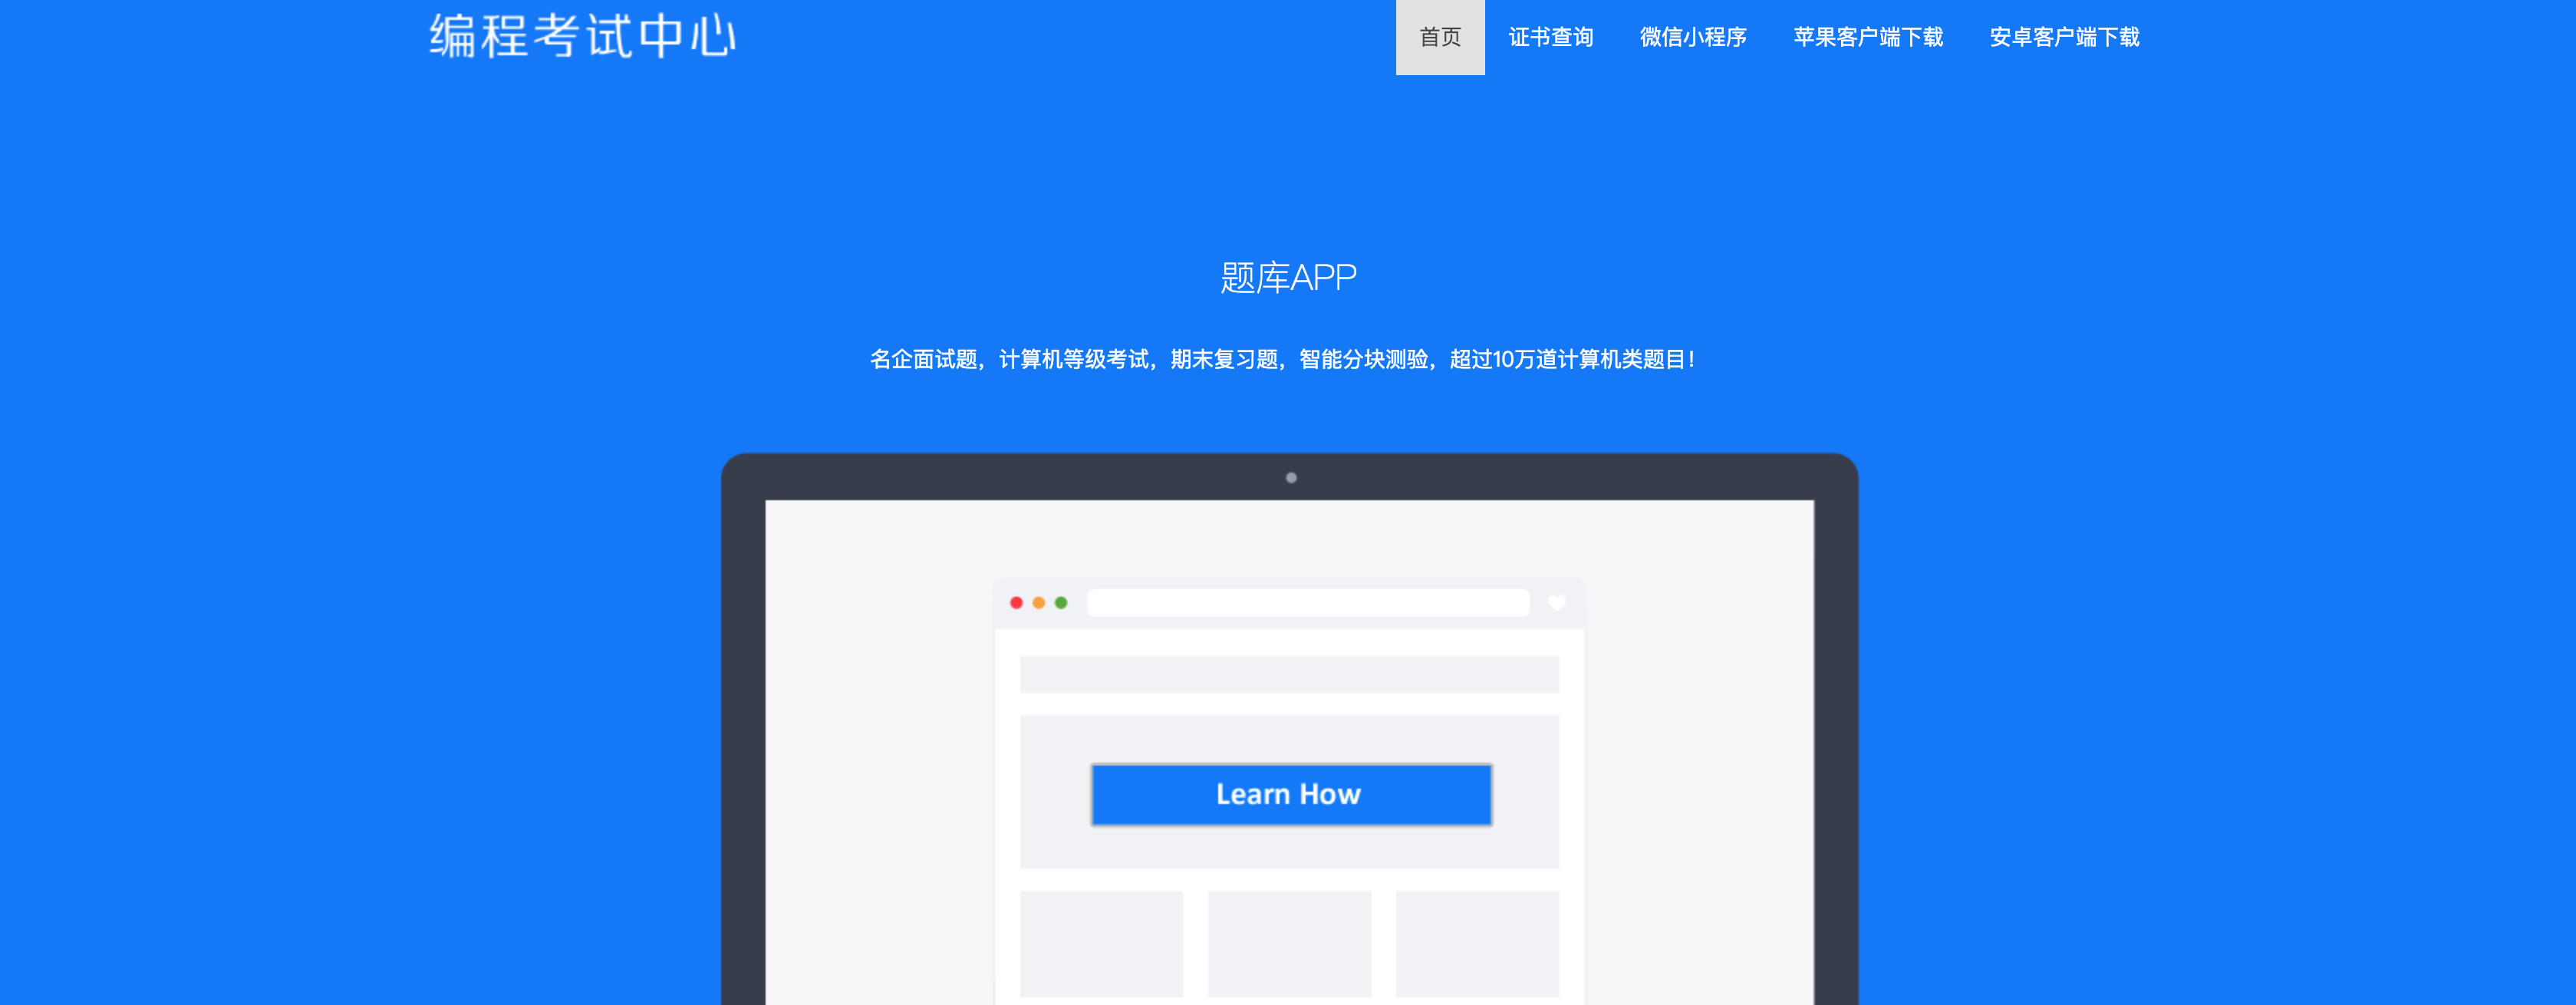 编程考试中心
首页 证书查询 微信小程序 苹果客户端下载 安卓客户端下载
题库APP
名企面试题，计算机等级考试，期末复习题，智能分块测验，超过10万道计算机类题目！
Learn How